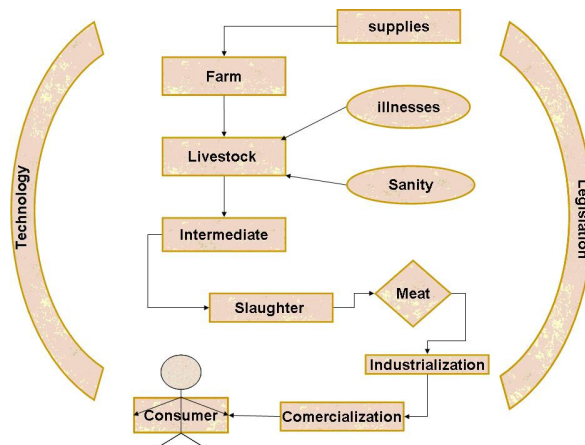 supplies
Farm
illnesses
Livestock
Sanity
Technology
Legislation
Intermediate
Meat
Slaughter
Industrialization
Consumer
Comercialization